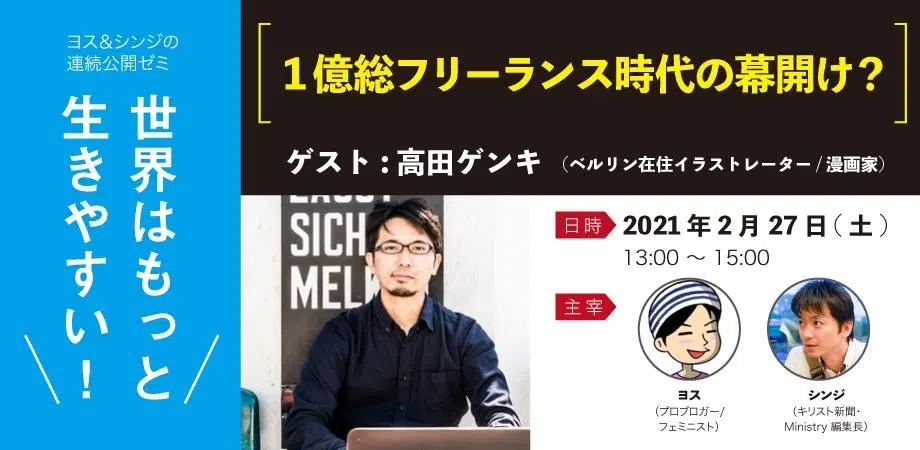 ヨス&シンジの
連続公開ゼミ
世界はもっと
生きやすい!
1億総フリーランス時代の幕開け?
ゲスト:高田ゲンキ (ベルリン在住イラストレーター/漫画家)
SICH
日時 2021年2月27日(土)
13:00 〜 15:00
主宰
ヨス
(プロブロガー/
フェミニスト)
シンジ
(キリスト新聞・
Ministry 編集長)